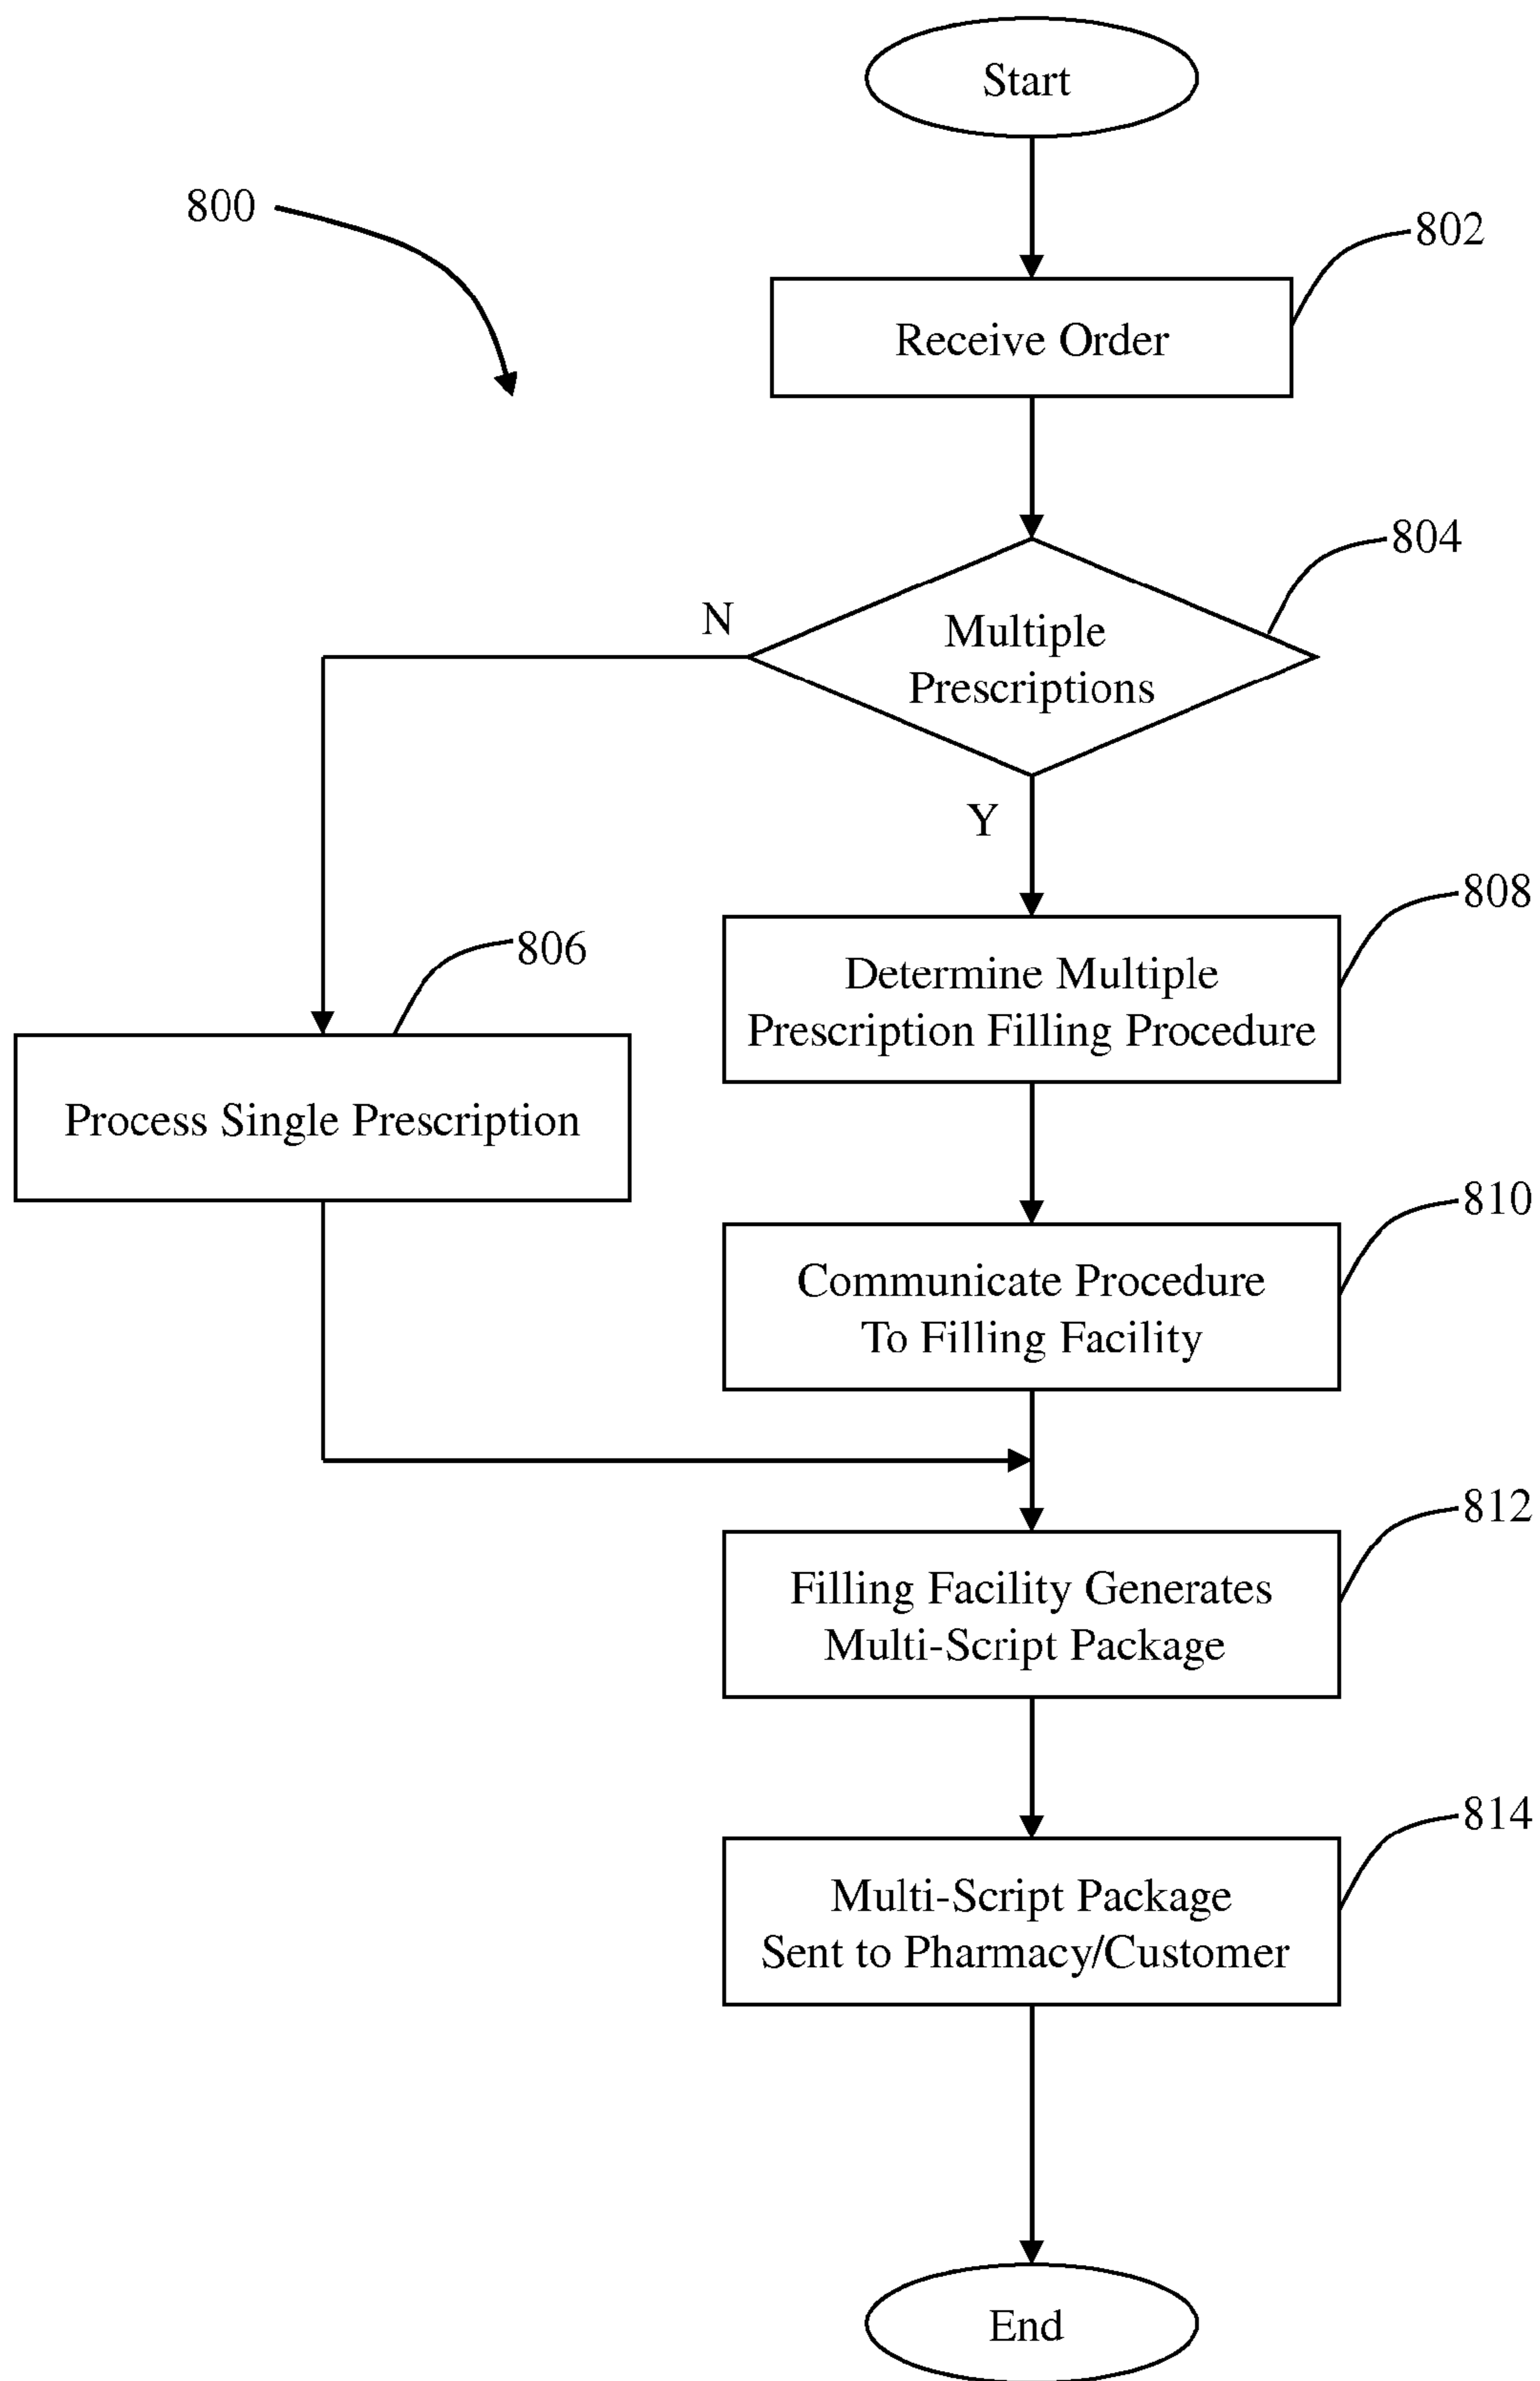 Start
800
802
Receive Order
804
N
Multiple
Prescriptions
Y
808
806
Determine Multiple
Prescription Filling Procedure
Process Single Prescription
810
Communicate Procedure
To Filling Facility
812
Filling Facility Generates
Multi-Script Package
814
Multi-Script Package
Sent to Pharmacy/Customer
End